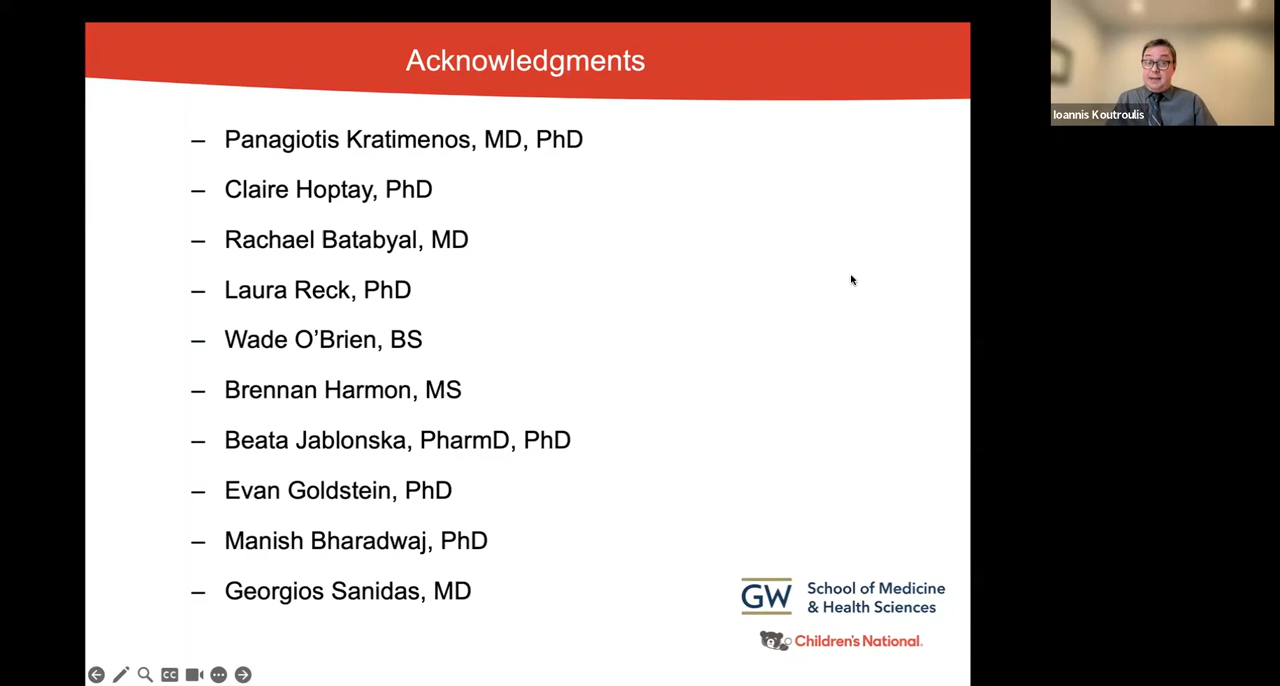 Acknowledgments
– Panagiotis Kratimenos, MD, PhD
– Claire Hoptay, PhD
– Rachael Batabyal, MD
– Laura Reck, PhD
– Wade O’Brien, BS
– Brennan Harmon, MS
– Beata Jablonska, PharmD, PhD
– Evan Goldstein, PhD
– Manish Bharadwaj, PhD
– Georgios Sanidas, MD
GW School of Medicine
& Health Sciences
Children's National.
CC
Ioannis Koutroulis